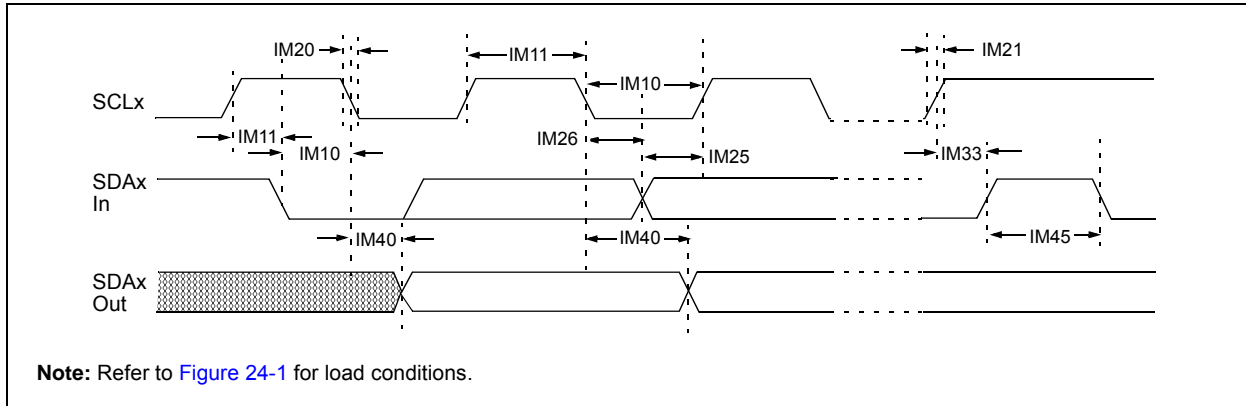 IM20
IM11
IM21
SCLx
IM10
IM11
IM26
IM10
IM25
IM33
SDAx
In
IM40
IM40
IM45
SDAx
Out
Note: Refer to Figure 24-1 for load conditions.